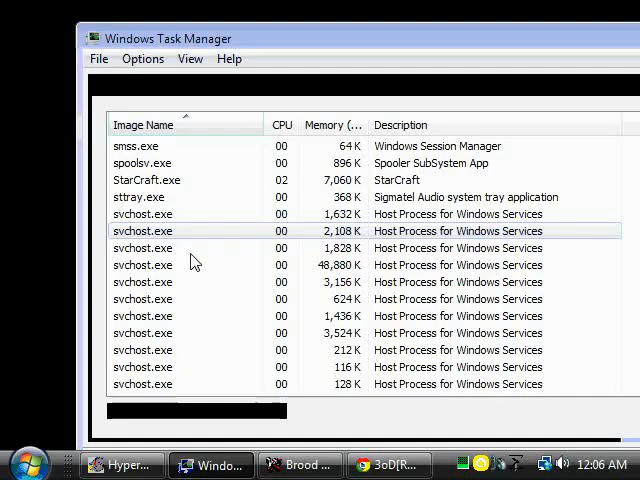 Windows Task Manager
File Options View Help
Image Name CPU Memory (... Description
smss.exe 00 64 K Windows Session Manager
spoolsv.exe 00 896 K Spooler SubSystem App
StarCraft.exe 02 7,060 K StarCraft
sttray.exe 00 368 K Sigmatel Audio system tray application
svchost.exe 00 1,632 K Host Process for Windows Services
svchost.exe 00 2,108 K Host Process for Windows Services
svchost.exe 00 1,828 K Host Process for Windows Services
svchost.exe 00 48,880 K Host Process for Windows Services
svchost.exe 00 3,156 K Host Process for Windows Services
svchost.exe 00 624 K Host Process for Windows Services
svchost.exe 00 1,436 K Host Process for Windows Services
svchost.exe 00 3,524 K Host Process for Windows Services
svchost.exe 00 212 K Host Process for Windows Services
svchost.exe 00 116 K Host Process for Windows Services
svchost.exe 00 128 K Host Process for Windows Services
Hyper... Windo... Brood ... 3oD[R... 12:06 AM